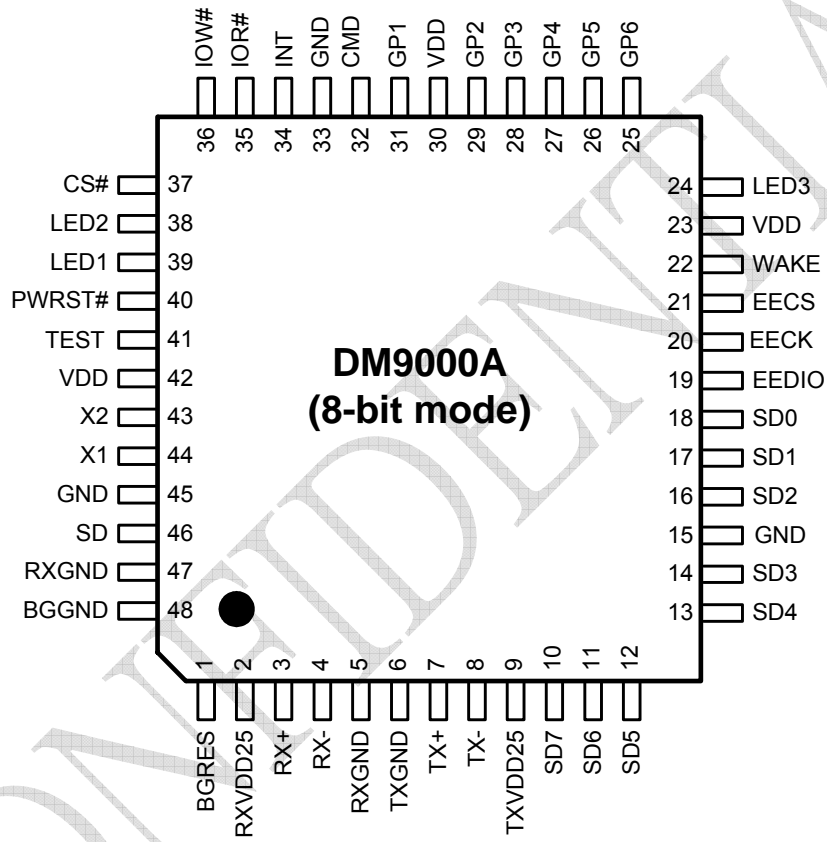 IOW# IOR# INT GND CMD GP1 VDD GP2 GP3 GP4 GP5 GP6
36 35 34 33 32 31 30 29 28 27 26 25
CS# 37
LED2 38
LED1 39
PWRST# 40
TEST 41
VDD 42
X2 43
X1 44
GND 45
SD 46
RXGND 47
BGGND 48
DM9000A
(8-bit mode)
24 LED3
23 VDD
22 WAKE
21 EECS
20 EECK
19 EEDIO
18 SD0
17 SD1
16 SD2
15 GND
14 SD3
13 SD4
1 2 3 4 5 6 7 8 9 10 11 12
BGRES RXVDD25 RX+ RX- RXGND TXGND TX+ TX- TXVDD25 SD7 SD6 SD5
ONFIDENTIA